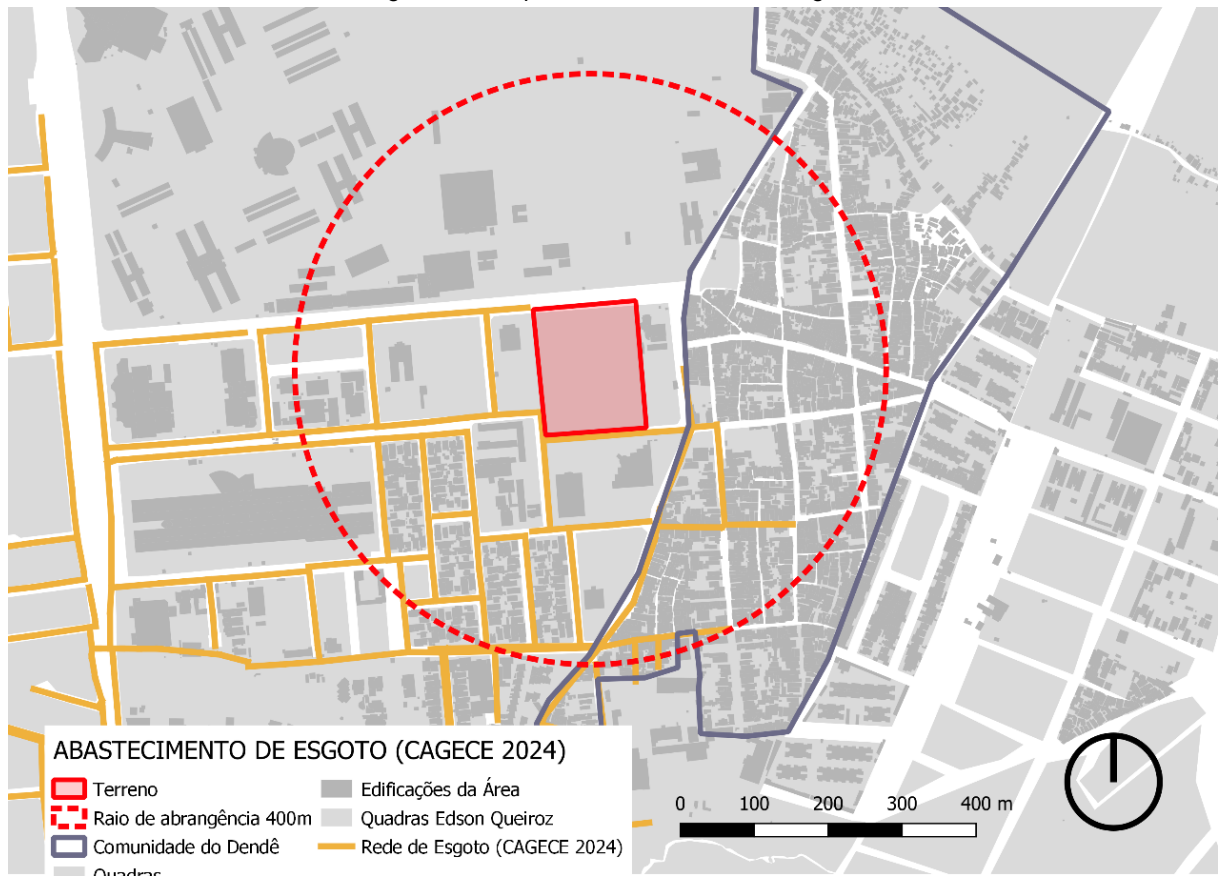 ABASTECIMENTO DE ESGOTO (CAGECE 2024)
Terreno
Raio de abrangência 400m
Comunidade do Dendê
Quadras
Edificações da Área
Quadras Edson Queiroz
Rede de Esgoto (CAGECE 2024)
0 100 200 300 400 m